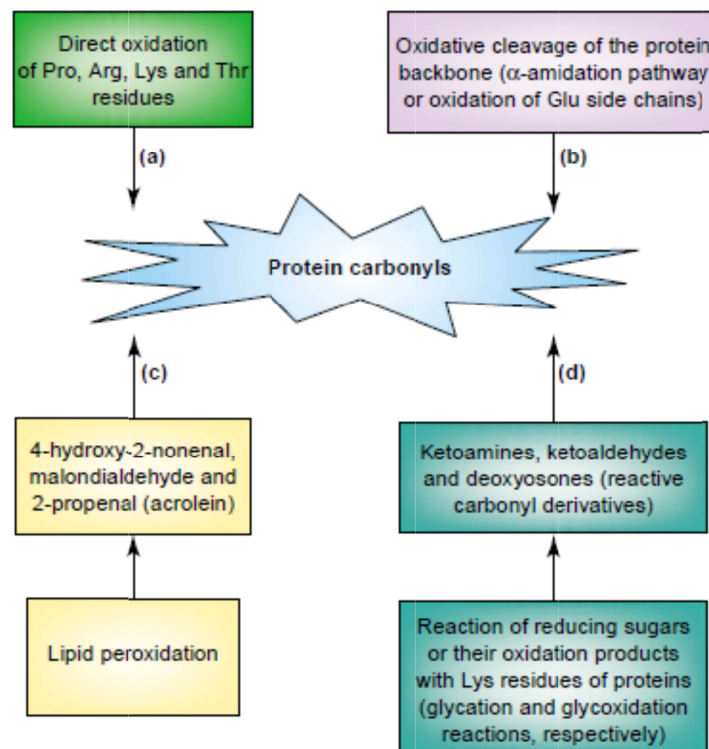 Direct oxidation
of Pro, Arg, Lys and Thr
residues
Oxidative cleavage of the protein
backbone (α-amidation pathway
or oxidation of Glu side chains)
(a)
(b)
Protein carbonyls
(c)
(d)
4-hydroxy-2-nonenal,
malondialdehyde and
2-propenal (acrolein)
Ketoamines, ketoaldehydes
and deoxyosones (reactive
carbonyl derivatives)
Lipid peroxidation
Reaction of reducing sugars
or their oxidation products
with Lys residues of proteins
(glycation and glycoxidation
reactions, respectively)